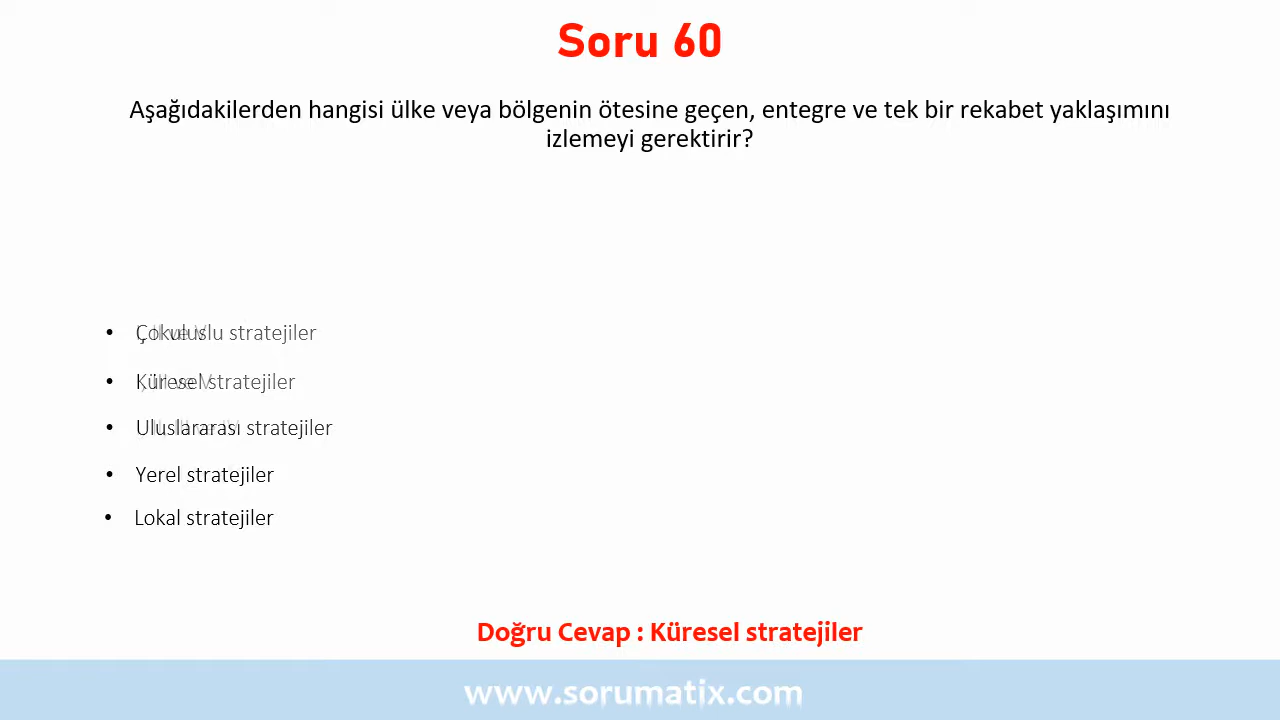 Soru 60
Aşağıdakilerden hangisi ülke veya bölgenin ötesine geçen, entegre ve tek bir rekabet yaklaşımını
izlemeyi gerektirir?
• Çokuluslu stratejiler
• Küresel stratejiler
• Uluslararası stratejiler
• Yerel stratejiler
• Lokal stratejiler
Doğru Cevap : Küresel stratejiler
www.sorumatix.com